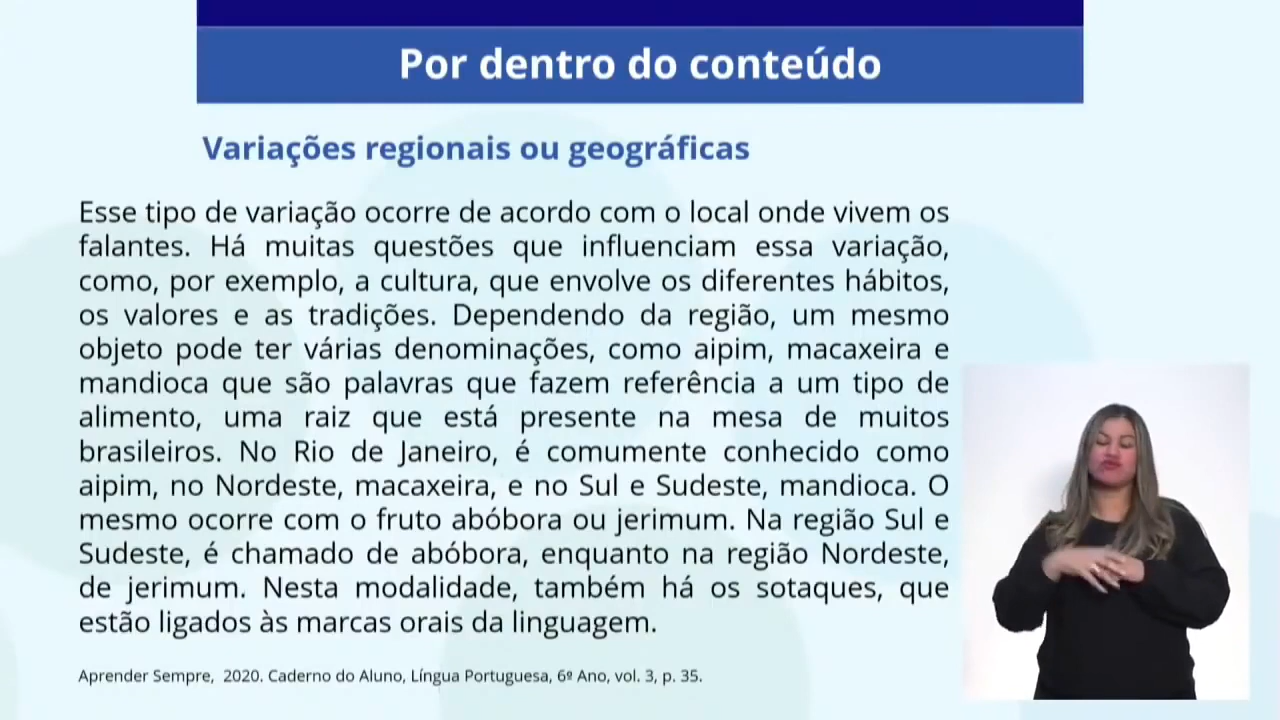 Por dentro do conteúdo
Variações regionais ou geográficas
Esse tipo de variação ocorre de acordo com o local onde vivem os
falantes. Há muitas questões que influenciam essa variação,
como, por exemplo, a cultura, que envolve os diferentes hábitos,
os valores e as tradições. Dependendo da região, um mesmo
objeto pode ter várias denominações, como aipim, macaxeira e
mandioca que são palavras que fazem referência a um tipo de
alimento, uma raiz que está presente na mesa de muitos
brasileiros. No Rio de Janeiro, é comumente conhecido como
aipim, no Nordeste, macaxeira, e no Sul e Sudeste, mandioca. O
mesmo ocorre com o fruto abóbora ou jerimum. Na região Sul e
Sudeste, é chamado de abóbora, enquanto na região Nordeste,
de jerimum. Nesta modalidade, também há os sotaques, que
estão ligados às marcas orais da linguagem.
Aprender Sempre, 2020. Caderno do Aluno, Língua Portuguesa, 6º Ano, vol. 3, p. 35.